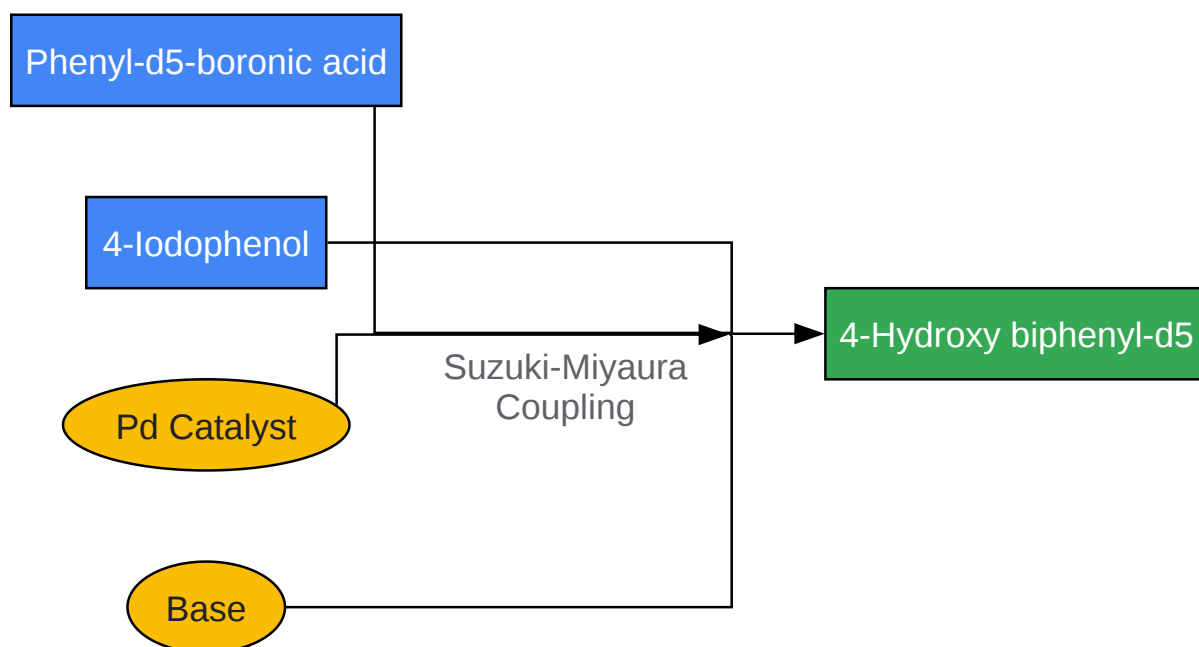 Phenyl-d5-boronic acid
4-Iodophenol
4-Hydroxy biphenyl-d5
Suzuki-Miyaura
Coupling
Pd Catalyst
Base